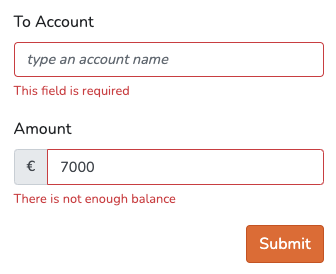 To Account
type an account name
This field is required
Amount
€ 7000
There is not enough balance
Submit